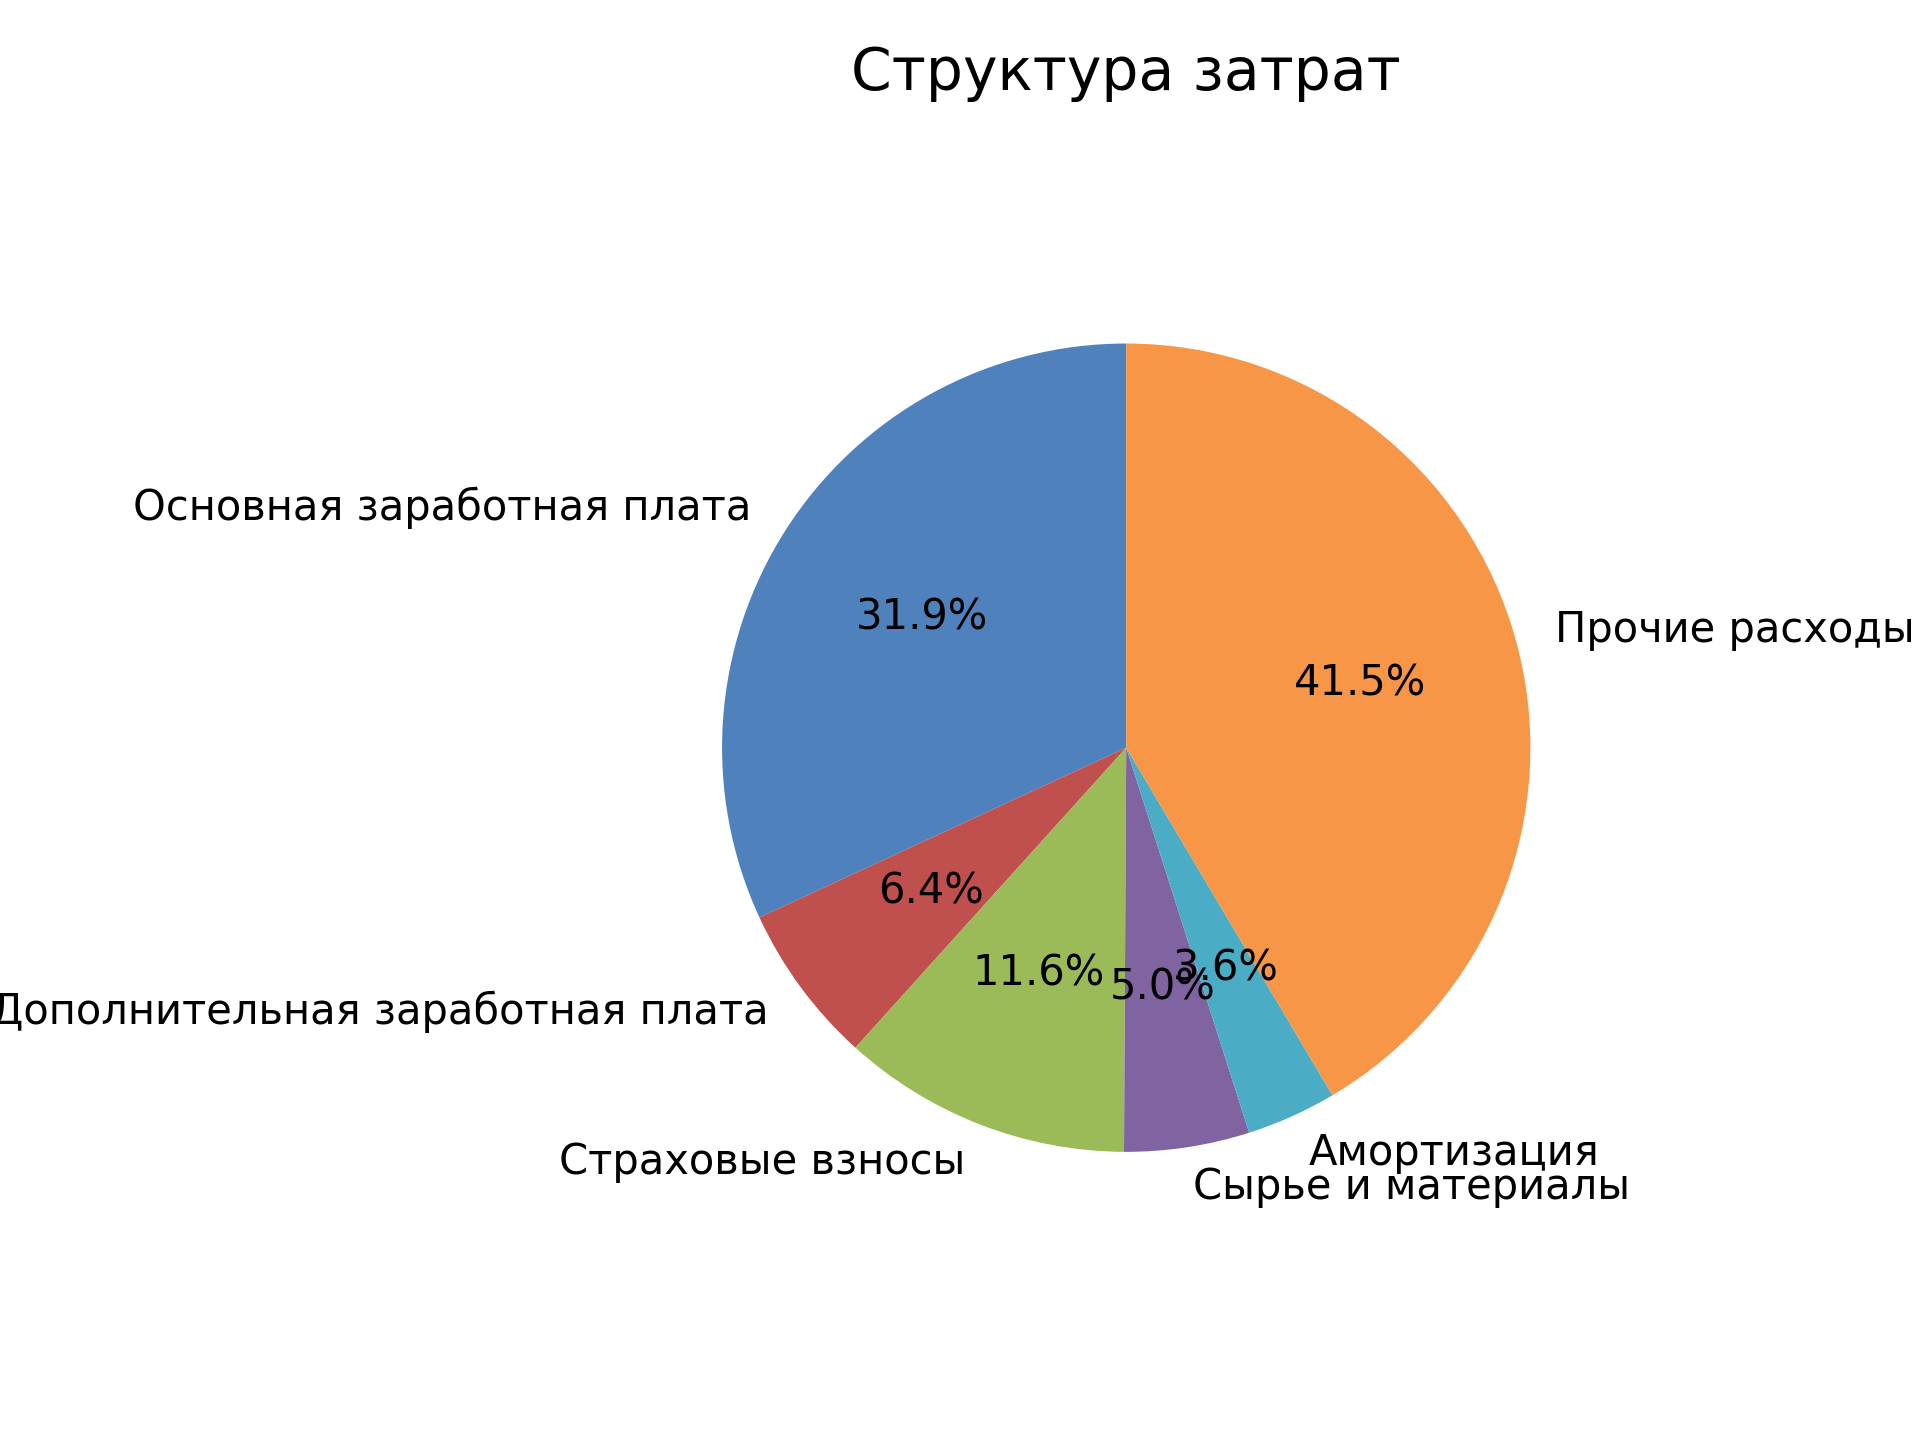 Структура затрат
Основная заработная плата
31.9%
Прочие расходы
41.5%
6.4%
Дополнительная заработная плата
11.6%
5.0%
3.6%
Страховые взносы
Амортизация
Сырье и материалы